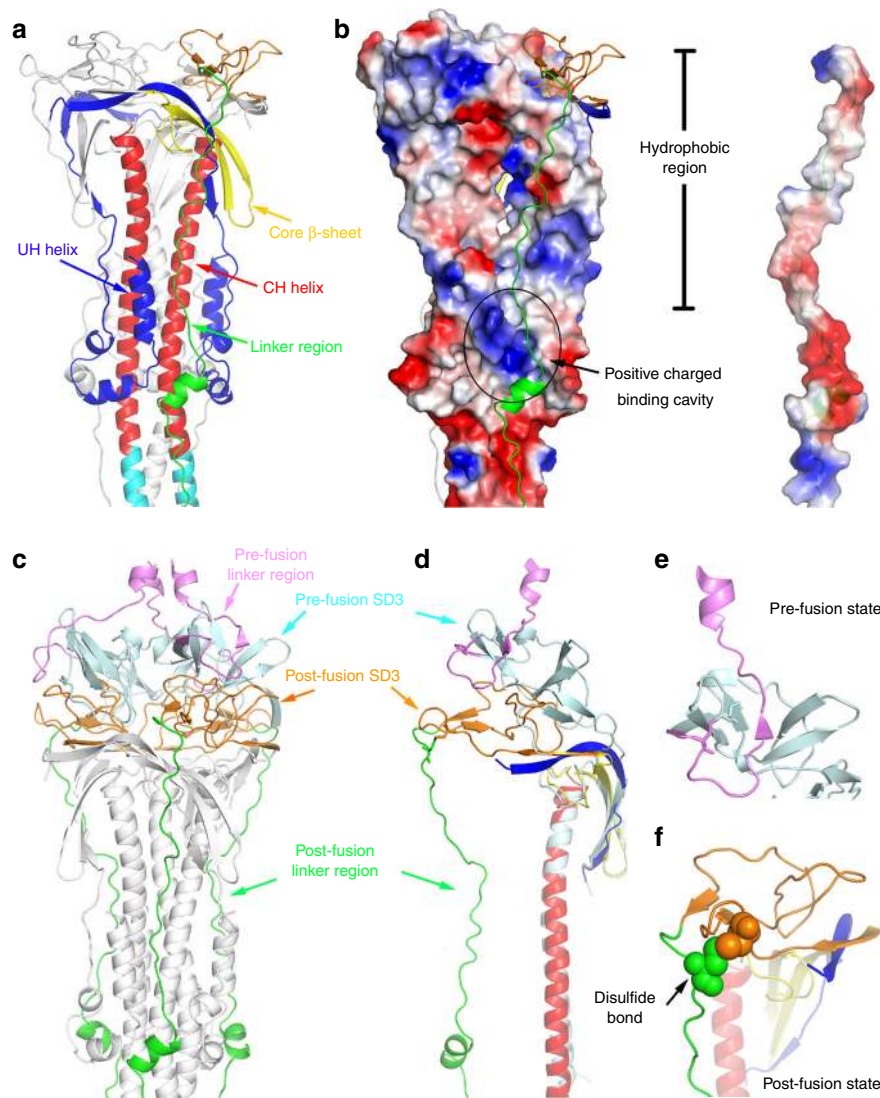 a
b
Hydrophobic
region
Core β-sheet
UH helix
CH helix
Linker region
Positive charged
binding cavity
c
Pre-fusion
linker region
d
e
Pre-fusion state
Pre-fusion SD3
Post-fusion SD3
Post-fusion
linker region
f
Disulfide
bond
Post-fusion state